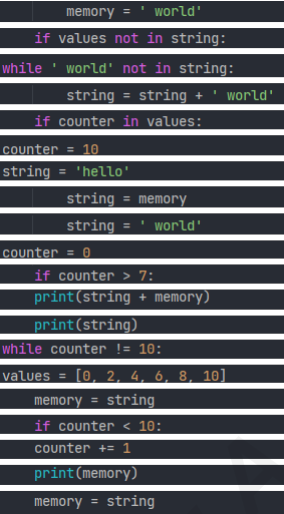 memory = ' world'
if values not in string:
while ' world' not in string:
string = string + ' world'
if counter in values:
counter = 10
string = 'hello'
string = memory
string = ' world'
counter = 0
if counter > 7:
print(string + memory)
print(string)
while counter != 10:
values = [0, 2, 4, 6, 8, 10]
memory = string
if counter < 10:
counter += 1
print(memory)
memory = string